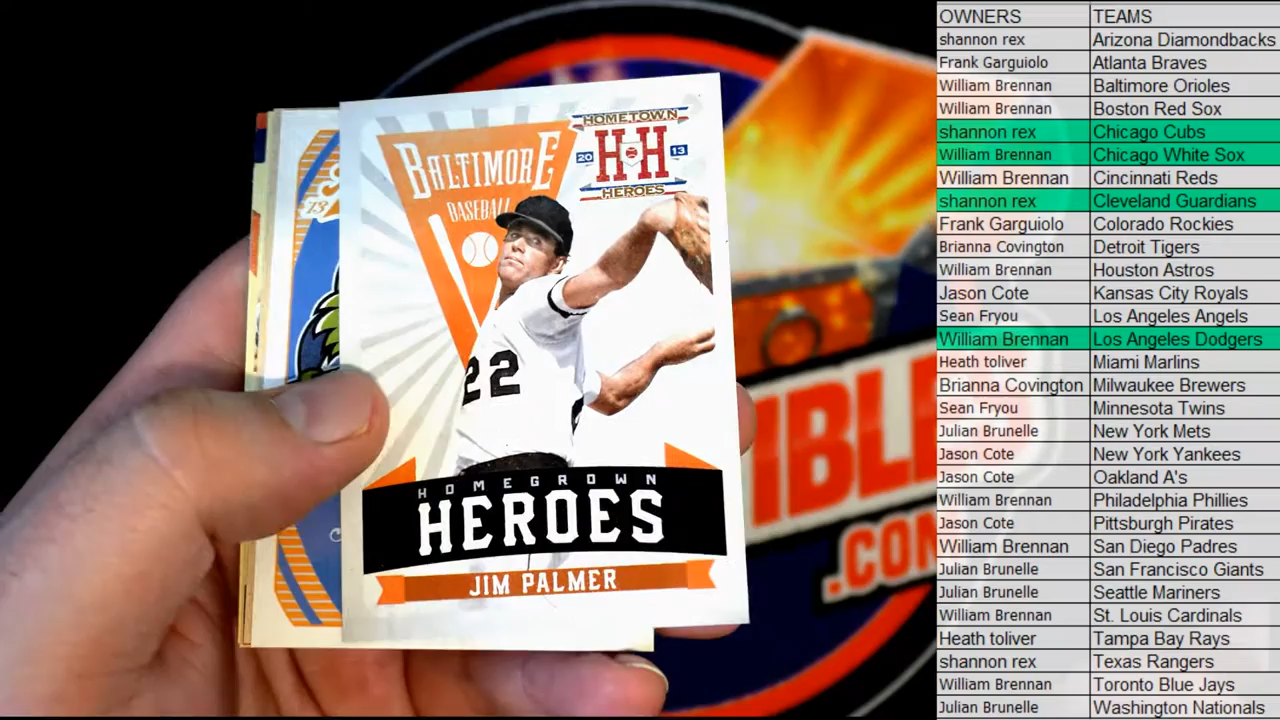 BALTIMORE
BASEBALL
HOMETOWN
20 HH 13
HEROES
'73
22
HOMEGROWN
HEROES
JIM PALMER
IBLE
.CON
OWNERS TEAMS
shannon rex Arizona Diamondbacks
Frank Garguiolo Atlanta Braves
William Brennan Baltimore Orioles
William Brennan Boston Red Sox
shannon rex Chicago Cubs
William Brennan Chicago White Sox
William Brennan Cincinnati Reds
shannon rex Cleveland Guardians
Frank Garguiolo Colorado Rockies
Brianna Covington Detroit Tigers
William Brennan Houston Astros
Jason Cote Kansas City Royals
Sean Fryou Los Angeles Angels
William Brennan Los Angeles Dodgers
Heath toliver Miami Marlins
Brianna Covington Milwaukee Brewers
Sean Fryou Minnesota Twins
Julian Brunelle New York Mets
Jason Cote New York Yankees
Jason Cote Oakland A's
William Brennan Philadelphia Phillies
Jason Cote Pittsburgh Pirates
William Brennan San Diego Padres
Julian Brunelle San Francisco Giants
Julian Brunelle Seattle Mariners
William Brennan St. Louis Cardinals
Heath toliver Tampa Bay Rays
shannon rex Texas Rangers
William Brennan Toronto Blue Jays
Julian Brunelle Washington Nationals